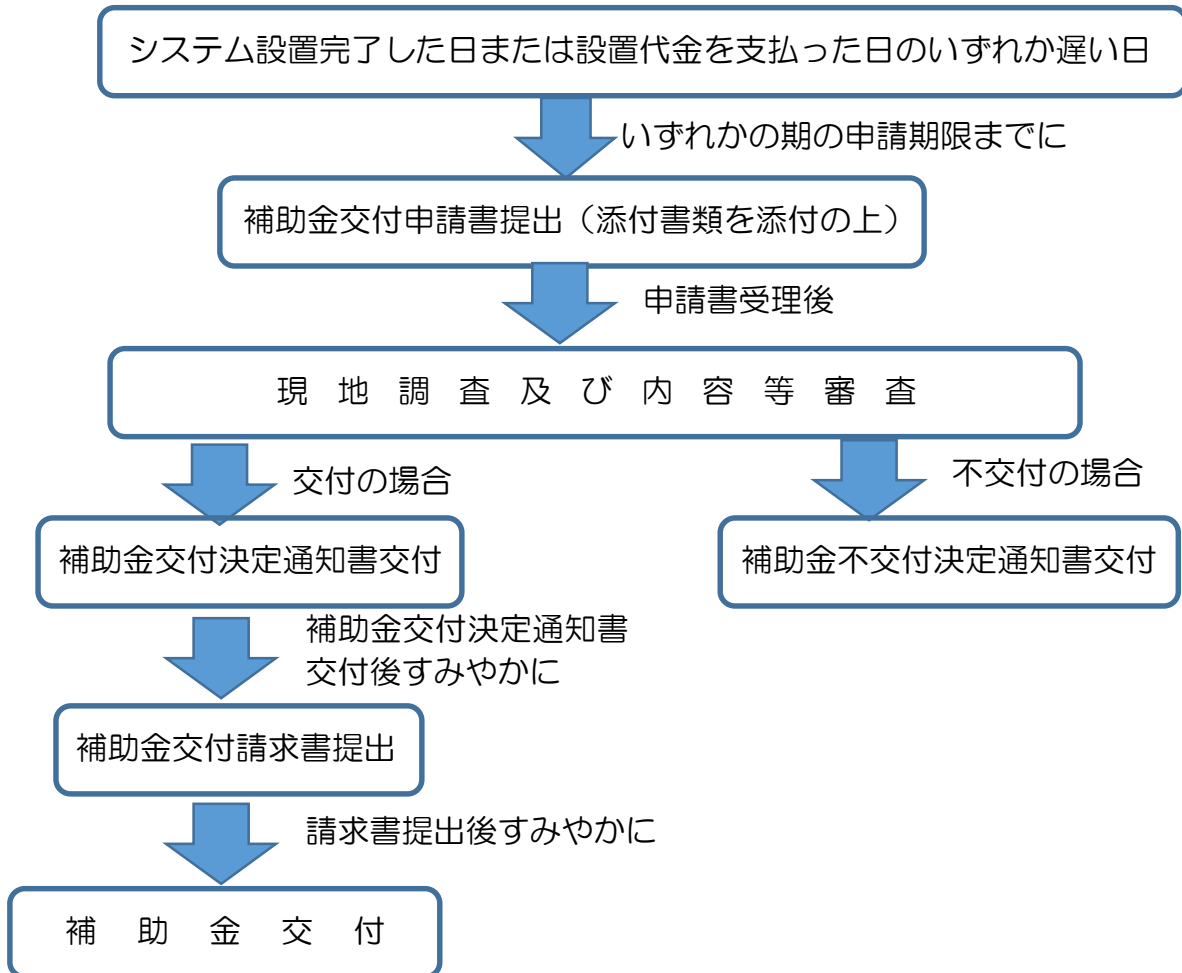 システム設置完了した日または設置代金を支払った日のいずれか遅い日
いずれかの期の申請期限までに
補助金交付申請書提出（添付書類を添付の上）
申請書受理後
現地調査及び内容等審査
交付の場合
不交付の場合
補助金交付決定通知書交付
補助金不交付決定通知書交付
補助金交付決定通知書
交付後すみやかに
補助金交付請求書提出
請求書提出後すみやかに
補助金交付